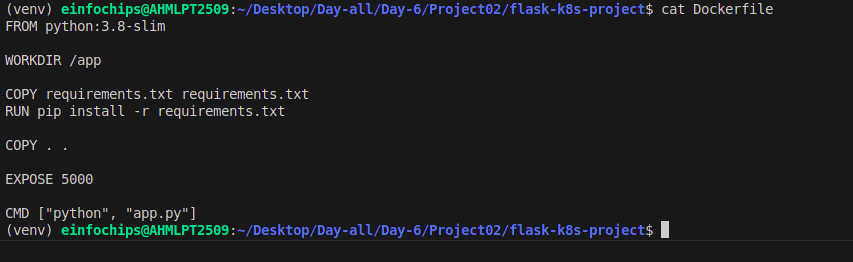 (venv) einfochips@AHMLPT2509:~/Desktop/Day-all/Day-6/Project02/flask-k8s-project$ cat Dockerfile
FROM python:3.8-slim
WORKDIR /app
COPY requirements.txt requirements.txt
RUN pip install -r requirements.txt
COPY . .
EXPOSE 5000
CMD ["python", "app.py"]
(venv) einfochips@AHMLPT2509:~/Desktop/Day-all/Day-6/Project02/flask-k8s-project$